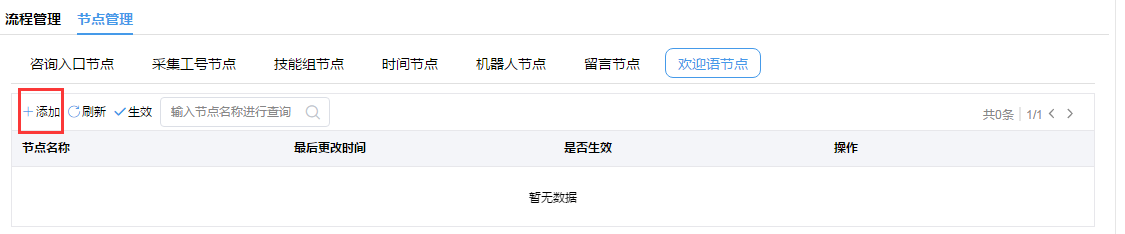 流程管理 节点管理
咨询入口节点 采集工号节点 技能组节点 时间节点 机器人节点 留言节点 欢迎语节点
添加 刷新 生效 输入节点名称进行查询 共0条 1/1
节点名称 最后更改时间 是否生效 操作
暂无数据